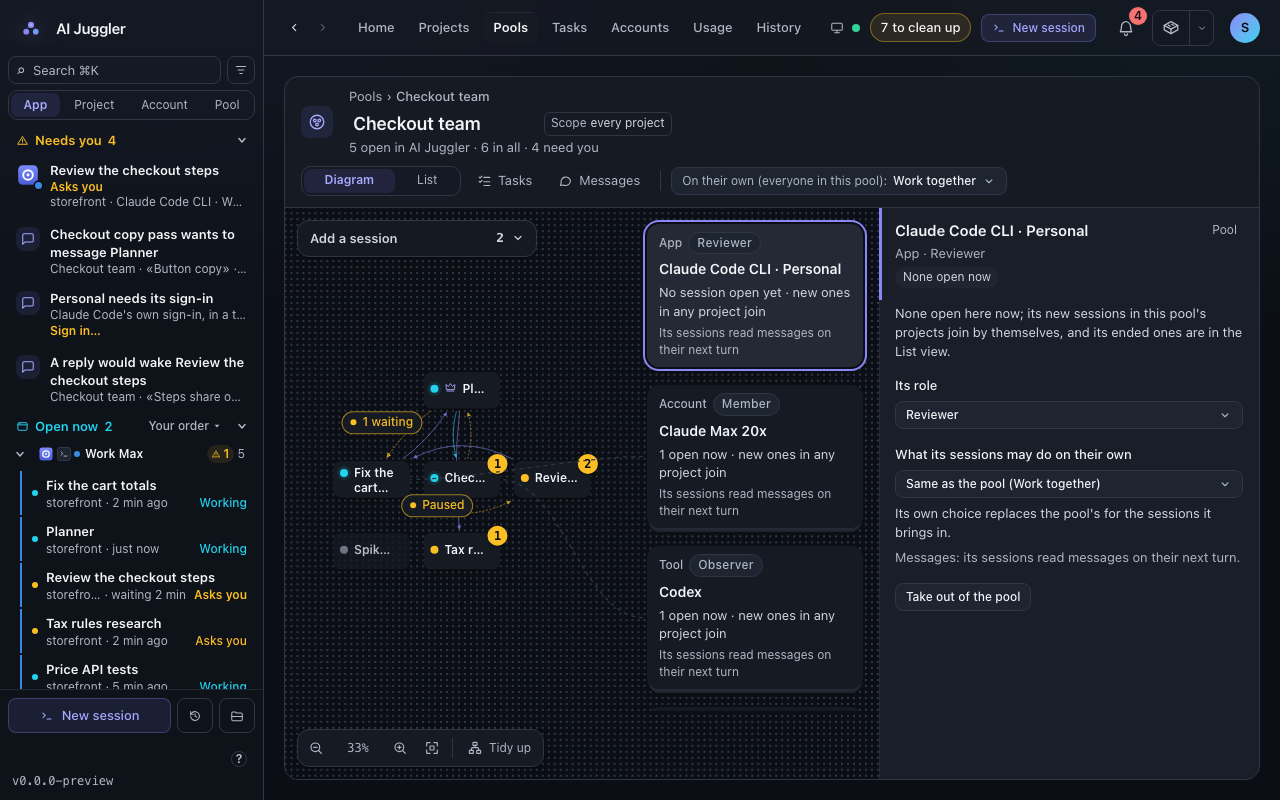 AI Juggler
Search ⌘K
App Project Account Pool
Needs you 4
Review the checkout steps
Asks you
storefront · Claude Code CLI · W...
Checkout copy pass wants to
message Planner
Checkout team · «Button copy» ·...
Personal needs its sign-in
Claude Code's own sign-in, in a t...
Sign in...
A reply would wake Review the
checkout steps
Checkout team · «Steps share o...
Open now 2 Your order
Work Max 1 5
Fix the cart totals
storefront · 2 min ago Working
Planner
storefront · just now Working
Review the checkout steps
storefro... · waiting 2 min Asks you
Tax rules research
storefront · 2 min ago Asks you
Price API tests
storefront · 5 min ago Working
New session
?
v0.0.0-preview
Home Projects Pools Tasks Accounts Usage History
7 to clean up
New session
4
S
Pools › Checkout team
Checkout team
Scope every project
5 open in AI Juggler · 6 in all · 4 need you
Diagram List Tasks Messages
On their own (everyone in this pool): Work together
Add a session 2
Pl...
1 waiting
Fix the
cart...
Chec... 1
Revie... 2
Paused
Spik...
Tax r... 1
33%
Tidy up
App Reviewer
Claude Code CLI · Personal
No session open yet · new ones
in any project join
Its sessions read messages on
their next turn
Account Member
Claude Max 20x
1 open now · new ones in any
project join
Its sessions read messages on
their next turn
Tool Observer
Codex
1 open now · new ones in any
project join
Its sessions read messages on
their next turn
Claude Code CLI · Personal Pool
App · Reviewer
None open now
None open here now; its new sessions in this pool's
projects join by themselves, and its ended ones are in the
List view.
Its role
Reviewer
What its sessions may do on their own
Same as the pool (Work together)
Its own choice replaces the pool's for the sessions it
brings in.
Messages: its sessions read messages on their next turn.
Take out of the pool